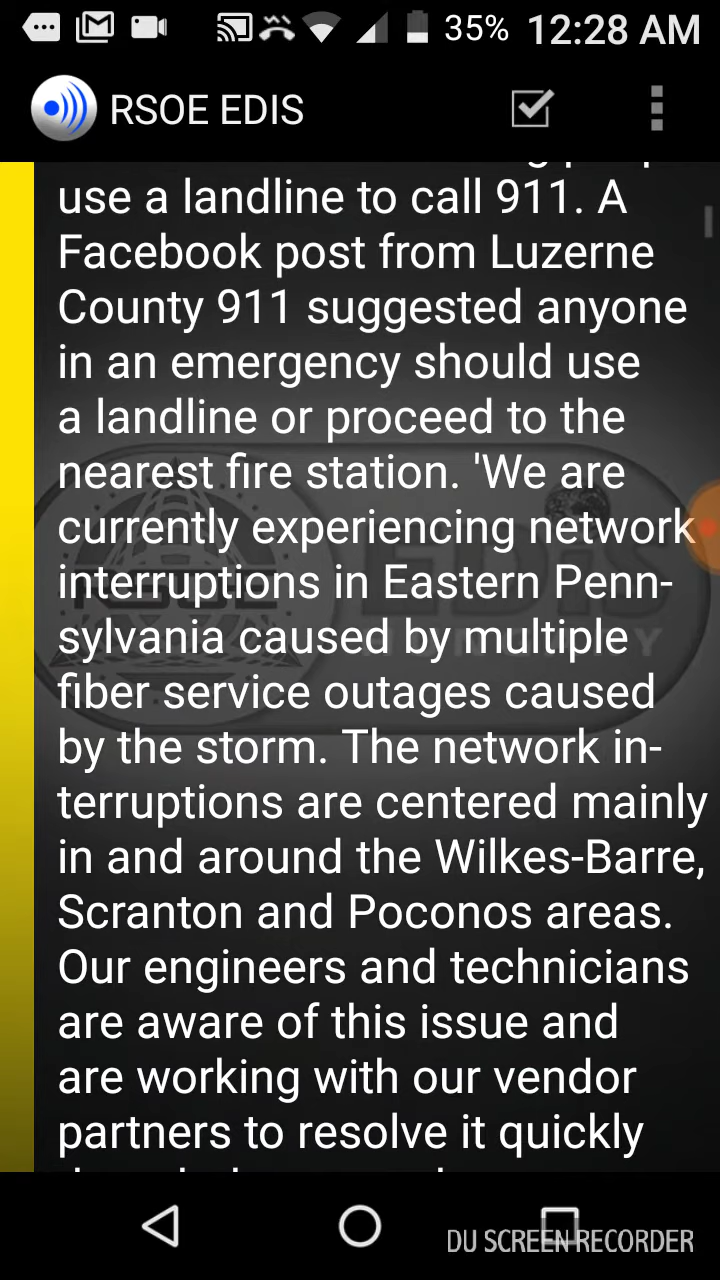 35% 12:28 AM
RSOE EDIS
use a landline to call 911. A
Facebook post from Luzerne
County 911 suggested anyone
in an emergency should use
a landline or proceed to the
nearest fire station. 'We are
currently experiencing network
interruptions in Eastern Penn-
sylvania caused by multiple
fiber service outages caused
by the storm. The network in-
terruptions are centered mainly
in and around the Wilkes-Barre,
Scranton and Poconos areas.
Our engineers and technicians
are aware of this issue and
are working with our vendor
partners to resolve it quickly
DU SCREEN RECORDER